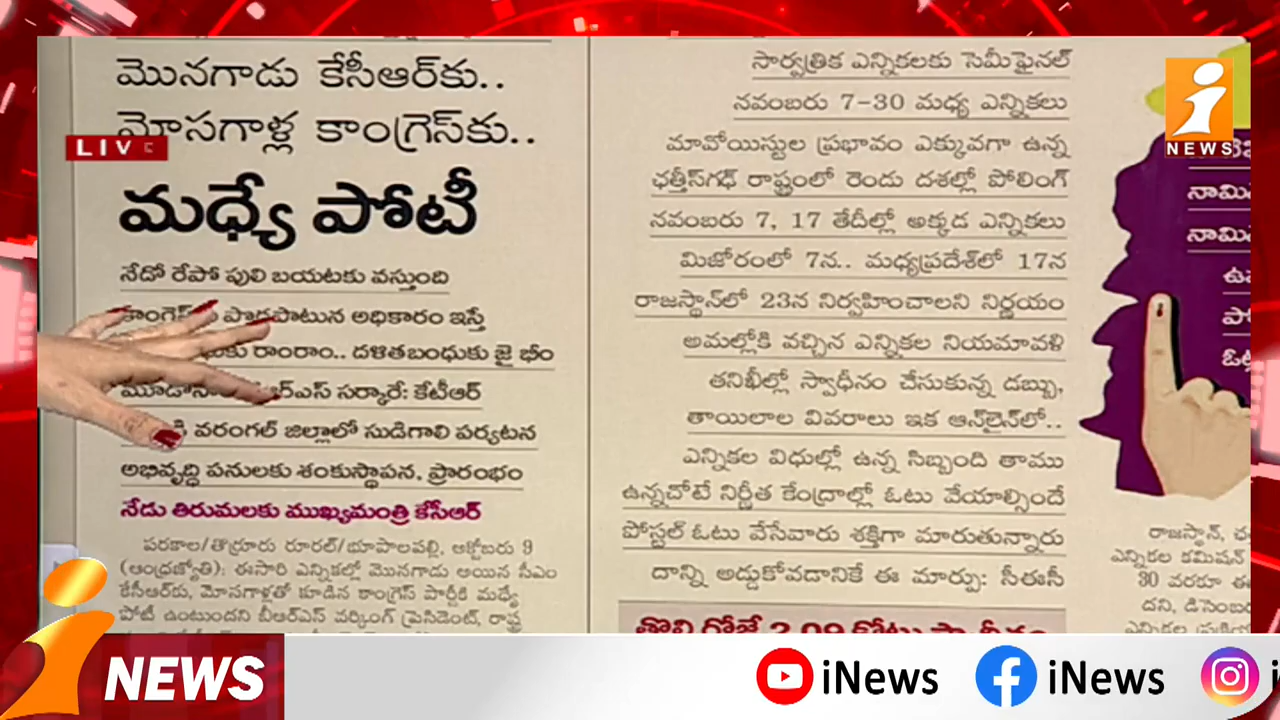 మొనగాడు కేసీఆర్‌కు..
మోసగాళ్ల కాంగ్రెస్‌కు..
LIVE
మధ్యే పోటీ
నేడో రేపో పులి బయటకు వస్తుంది
పొరపాటున అధికారం ఇస్తే
రాంరాం.. దళితబంధుకు జై భీం
సర్కారే: కేటీఆర్
వరంగల్ జిల్లాలో సుడిగాలి పర్యటన
అభివృద్ధి పనులకు శంకుస్థాపన, ప్రారంభం
నేడు తిరుమలకు ముఖ్యమంత్రి కేసీఆర్
పరకాల/తొర్రూరు రూరల్/భూపాలపల్లి, అక్టోబరు 9
(ఆంధ్రజ్యోతి): ఈసారి ఎన్నికల్లో మొనగాడు అయిన సీఎం
కేసీఆర్‌కు, మోసగాళ్లతో కూడిన కాంగ్రెస్ పార్టీకి మధ్యే
పోటీ ఉంటుందని బీఆర్ఎస్ వర్కింగ్ ప్రెసిడెంట్, రాష్ట్ర
సార్వత్రిక ఎన్నికలకు సెమీఫైనల్
నవంబరు 7-30 మధ్య ఎన్నికలు
మావోయిస్టుల ప్రభావం ఎక్కువగా ఉన్న
ఛత్తీస్‌గఢ్ రాష్ట్రంలో రెండు దశల్లో పోలింగ్
నవంబరు 7, 17 తేదీల్లో అక్కడ ఎన్నికలు
మిజోరంలో 7న.. మధ్యప్రదేశ్‌లో 17న
రాజస్థాన్‌లో 23న నిర్వహించాలని నిర్ణయం
అమల్లోకి వచ్చిన ఎన్నికల నియమావళి
తనిఖీల్లో స్వాధీనం చేసుకున్న డబ్బు,
తాయిలాల వివరాలు ఇక ఆన్‌లైన్‌లో..
ఎన్నికల విధుల్లో ఉన్న సిబ్బంది తాము
ఉన్నచోటే నిర్ణీత కేంద్రాల్లో ఓటు వేయాల్సిందే
పోస్టల్ ఓటు వేసేవారు శక్తిగా మారుతున్నారు
దాన్ని అడ్డుకోవడానికే ఈ మార్పు: సీఈసీ
i
NEWS
రాజస్థాన్,
ఎన్నికల కమిషన్
30 వరకూ
దని,
i NEWS
iNews
iNews